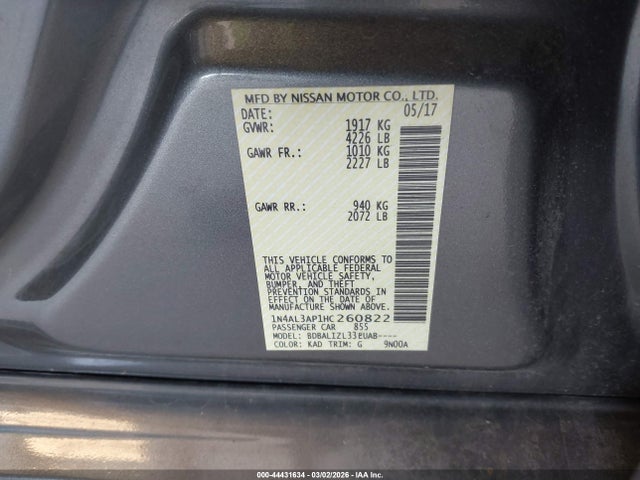 MFD BY NISSAN MOTOR CO., LTD.
DATE: 05/17
GVWR: 1917 KG
4226 LB
GAWR FR.: 1010 KG
2227 LB
GAWR RR.: 940 KG
2072 LB
THIS VEHICLE CONFORMS TO
ALL APPLICABLE FEDERAL
MOTOR VEHICLE SAFETY,
BUMPER, AND THEFT
PREVENTION STANDARDS IN
EFFECT ON THE DATE OF
MANUFACTURE SHOWN ABOVE.
1N4AL3AP1HC260822
PASSENGER CAR 855
MODEL: BDBALIZL33EUAB----
COLOR: KAD TRIM: G 9N00A
000-44431634 | 03/02/2026 - IAA Inc.